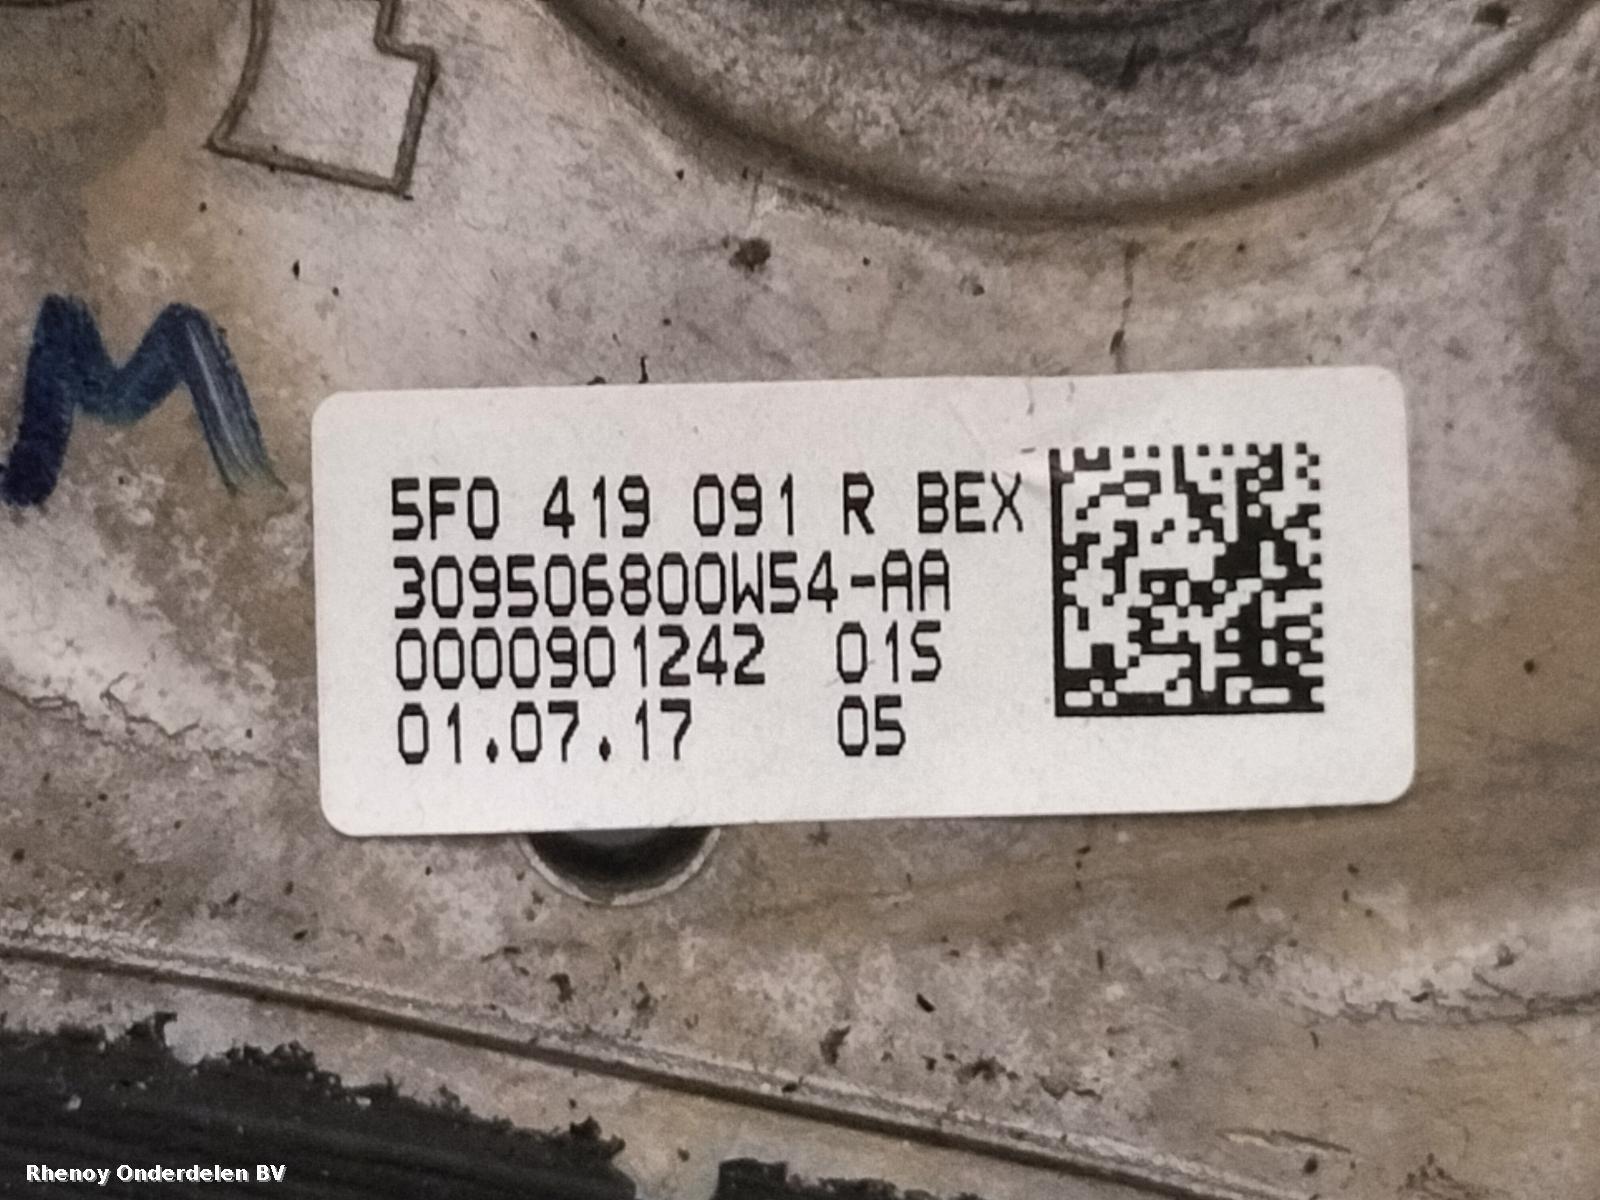 M
5F0 419 091 R BEX
309506800W54-AA
0000901242 01S
01.07.17 05
Rhenoy Onderdelen BV